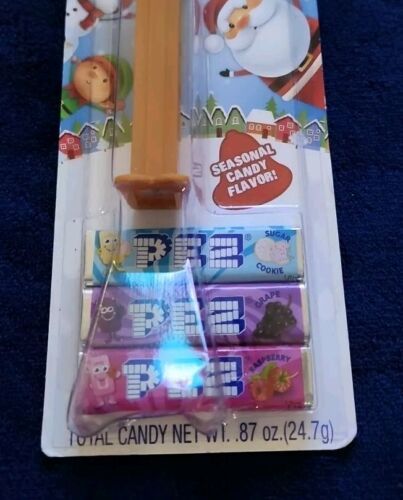 SEASONAL
CANDY
FLAVOR!
PEZ®
SUGAR
COOKIE
PEZ
GRAPE
PEZ
RASPBERRY
TOTAL CANDY NET WT. .87 oz.(24.7g)